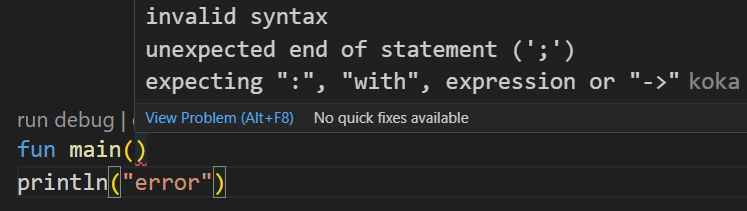 invalid syntax
unexpected end of statement (';')
expecting ":", "with", expression or "->" koka
View Problem (Alt+F8) No quick fixes available
run debug |
fun main()
println("error")